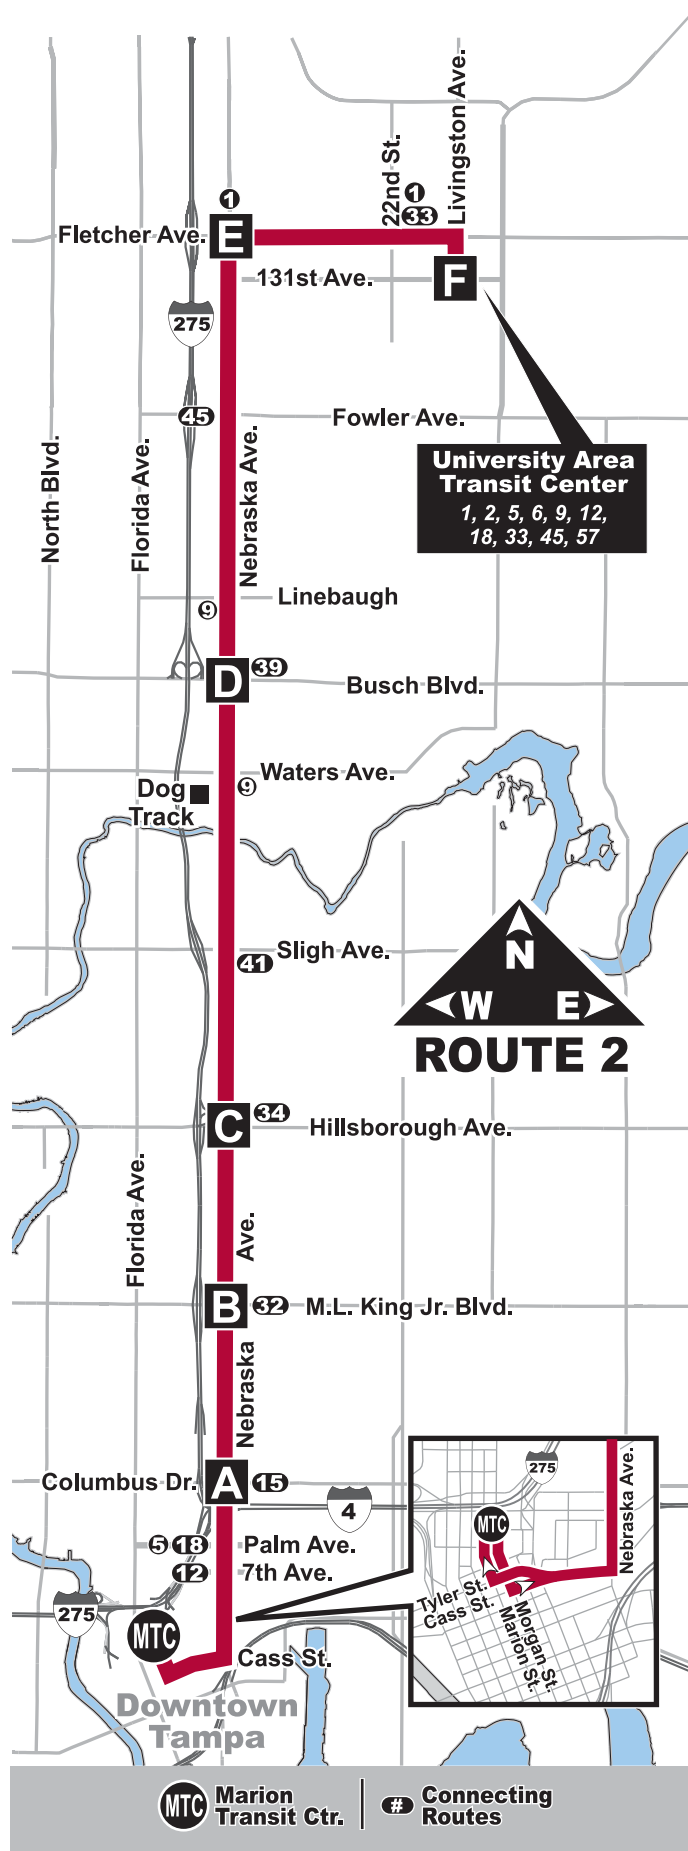 Livingston Ave.
22nd St.
1
33
1
Fletcher Ave.
E
131st Ave.
F
275
45
Fowler Ave.
North Blvd.
Florida Ave.
Nebraska Ave.
University Area
Transit Center
1, 2, 5, 6, 9, 12,
18, 33, 45, 57
Linebaugh
9
D
39
Busch Blvd.
Waters Ave.
9
Dog
Track
Sligh Ave.
41
N
W
E
ROUTE 2
C
34
Hillsborough Ave.
Florida Ave.
Ave.
B
32
M.L. King Jr. Blvd.
Nebraska
Columbus Dr.
A
15
4
5
18
Palm Ave.
12
7th Ave.
275
MTC
Cass St.
Downtown
Tampa
275
Nebraska Ave.
MTC
Tyler St.
Cass St.
Morgan St.
Marion St.
MTC
Marion
Transit Ctr.
#
Connecting
Routes